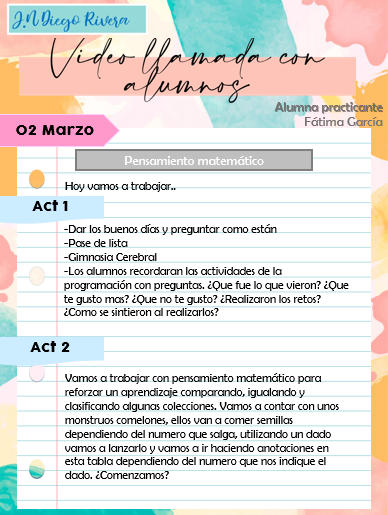 J.N Diego Rivera
Video llamada con
alumnos
Alumna practicante
Fátima García
02 Marzo
Pensamiento matemático
Hoy vamos a trabajar..
Act 1
-Dar los buenos días y preguntar como están
-Pase de lista
-Gimnasia Cerebral
-Los alumnos recordaran las actividades de la
programación con preguntas. ¿Que fue lo que vieron? ¿Que
te gusto mas? ¿Que no te gusto? ¿Realizaron los retos?
¿Como se sintieron al realizarlos?
Act 2
Vamos a trabajar con pensamiento matemático para
reforzar un aprendizaje comparando, igualando y
clasificando algunas colecciones. Vamos a contar con unos
monstruos comelones, ellos van a comer semillas
dependiendo del numero que salga, utilizando un dado
vamos a lanzarlo y vamos a ir haciendo anotaciones en
esta tabla dependiendo del numero que nos indique el
dado. ¿Comenzamos?